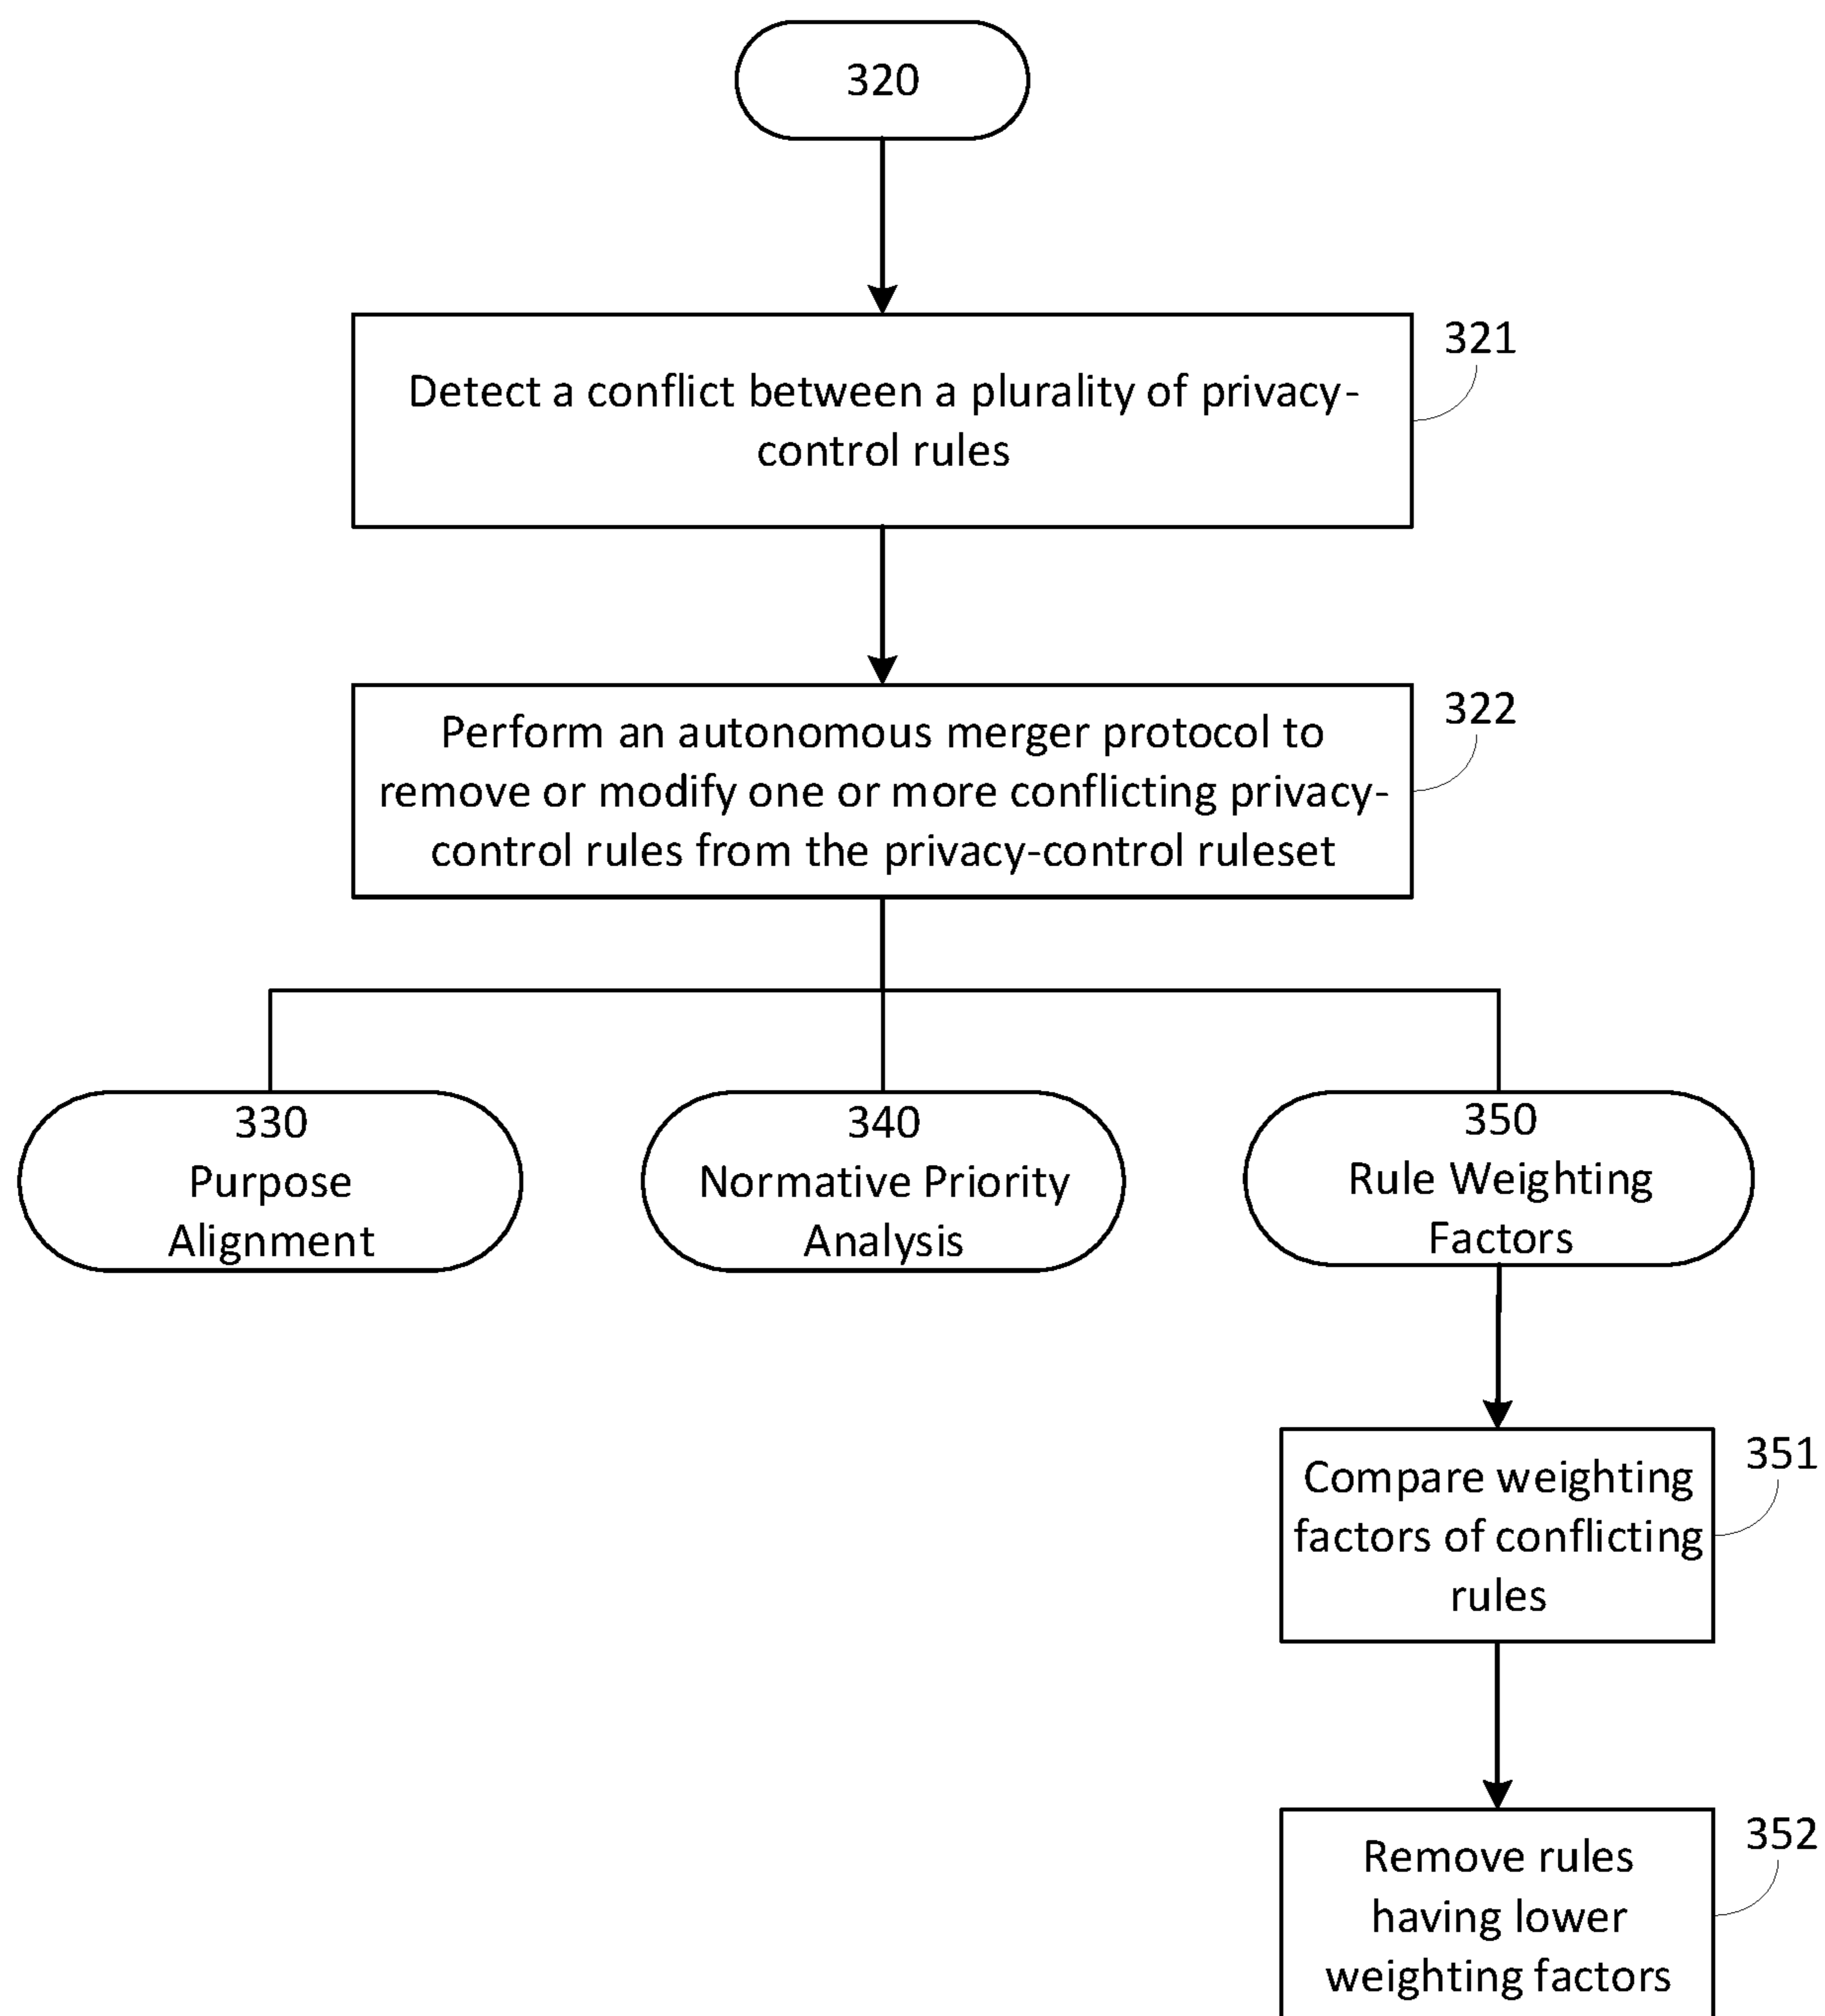 320
321
Detect a conflict between a plurality of privacy-
control rules
322
Perform an autonomous merger protocol to
remove or modify one or more conflicting privacy-
control rules from the privacy-control ruleset
330
Purpose
Alignment
340
Normative Priority
Analysis
350
Rule Weighting
Factors
351
Compare weighting
factors of conflicting
rules
352
Remove rules
having lower
weighting factors